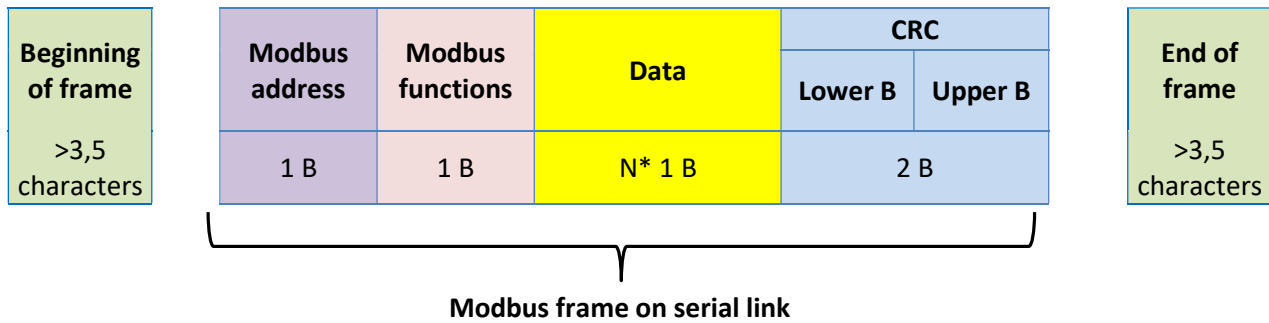 Beginning
of frame
>3,5
characters
Modbus
address
Modbus
functions
Data
CRC
Lower B
Upper B
1 B
1 B
N* 1 B
2 B
End of
frame
>3,5
characters
Modbus frame on serial link